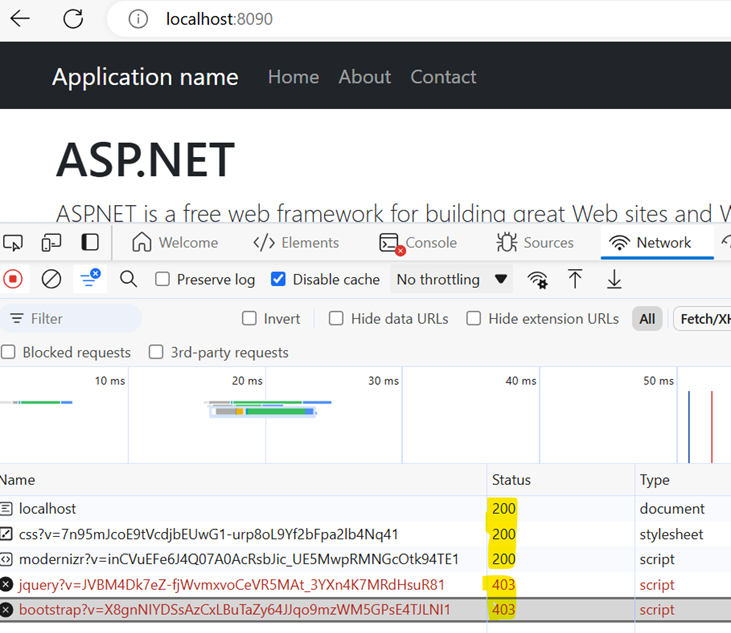 localhost:8090
Application name Home About Contact
ASP.NET
ASP.NET is a free web framework for building great Web sites and W
Welcome Elements Console Sources Network
Preserve log Disable cache No throttling
Filter Invert Hide data URLs Hide extension URLs All Fetch/XH
Blocked requests 3rd-party requests
10 ms 20 ms 30 ms 40 ms 50 ms
Name Status Type
localhost 200 document
css?v=7n95mJcoE9tVcdjbEUwG1-urp8oL9Yf2bFpa2lb4Nq41 200 stylesheet
modernizr?v=inCVuEFe6J4Q07A0AcRsbJic_UE5MwpRMNGcOtk94TE1 200 script
jquery?v=JVBM4Dk7eZ-fjWvmxvoCeVR5MAt_3YXn4K7MRdHsuR81 403 script
bootstrap?v=X8gnNIYDSsAzCxLBuTaZy64JJqo9mzWM5GPsE4TJLNI1 403 script